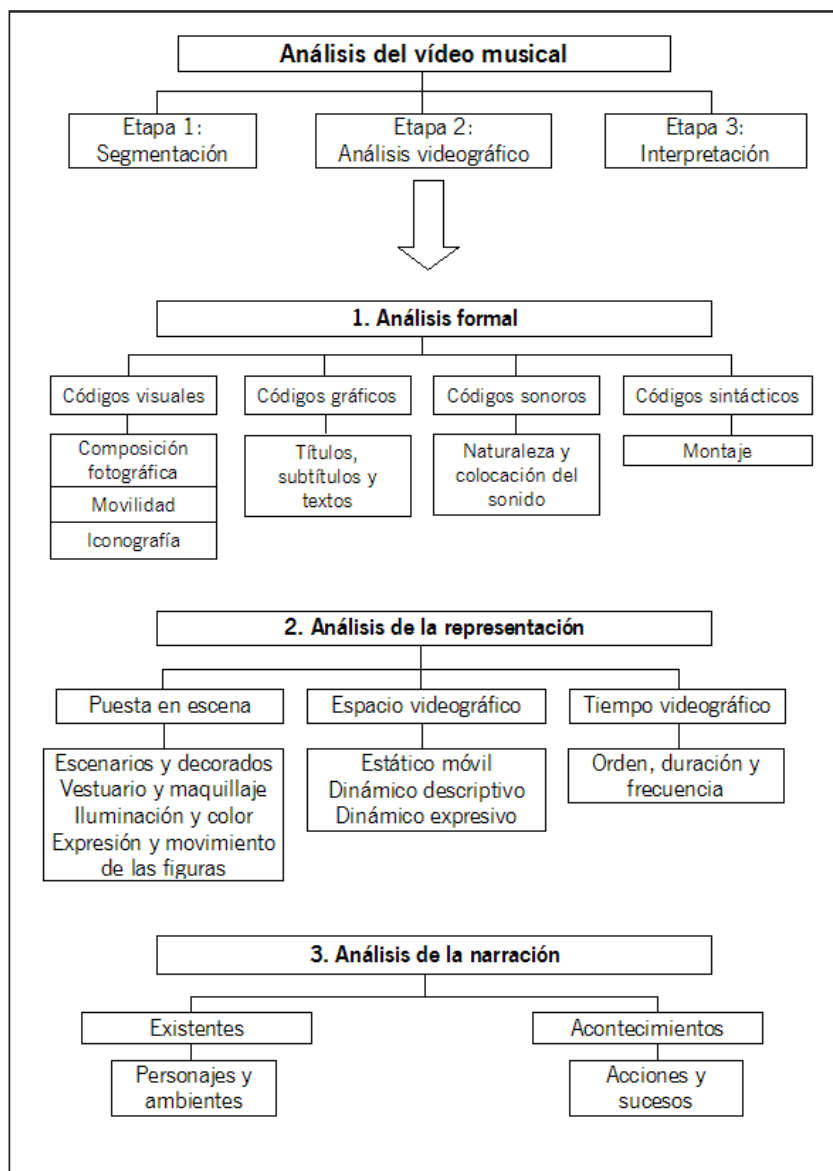 Análisis del vídeo musical
Etapa 1:
Segmentación
Etapa 2:
Análisis videográfico
Etapa 3:
Interpretación
1. Análisis formal
Códigos visuales
Composición
fotográfica
Movilidad
Iconografía
Códigos gráficos
Títulos,
subtítulos y
textos
Códigos sonoros
Naturaleza y
colocación del
sonido
Códigos sintácticos
Montaje
2. Análisis de la representación
Puesta en escena
Escenarios y decorados
Vestuario y maquillaje
Iluminación y color
Expresión y movimiento
de las figuras
Espacio videográfico
Estático móvil
Dinámico descriptivo
Dinámico expresivo
Tiempo videográfico
Orden, duración y
frecuencia
3. Análisis de la narración
Existentes
Personajes y
ambientes
Acontecimientos
Acciones y
sucesos